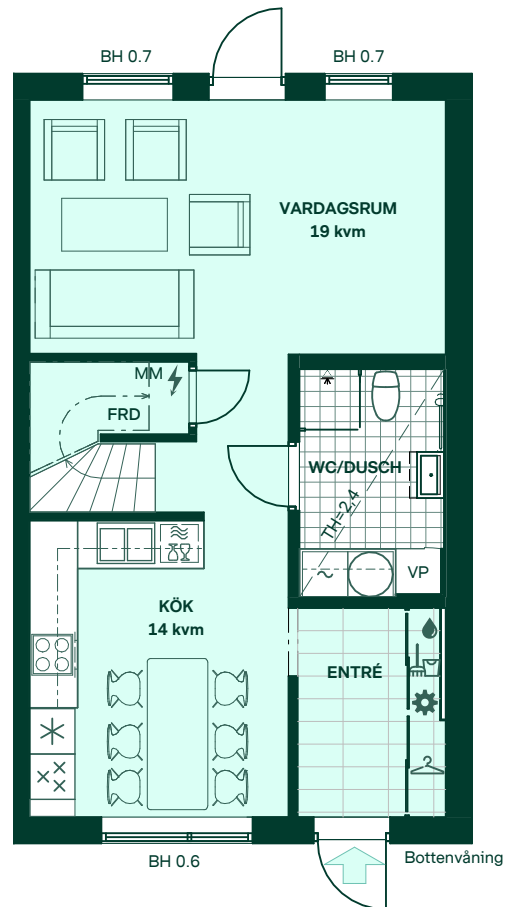 BH 0.7
BH 0.7
VARDAGSRUM
19 kvm
MM
FRD
WC/DUSCH
TH=2,4
VP
KÖK
14 kvm
ENTRÉ
BH 0.6
Bottenvåning